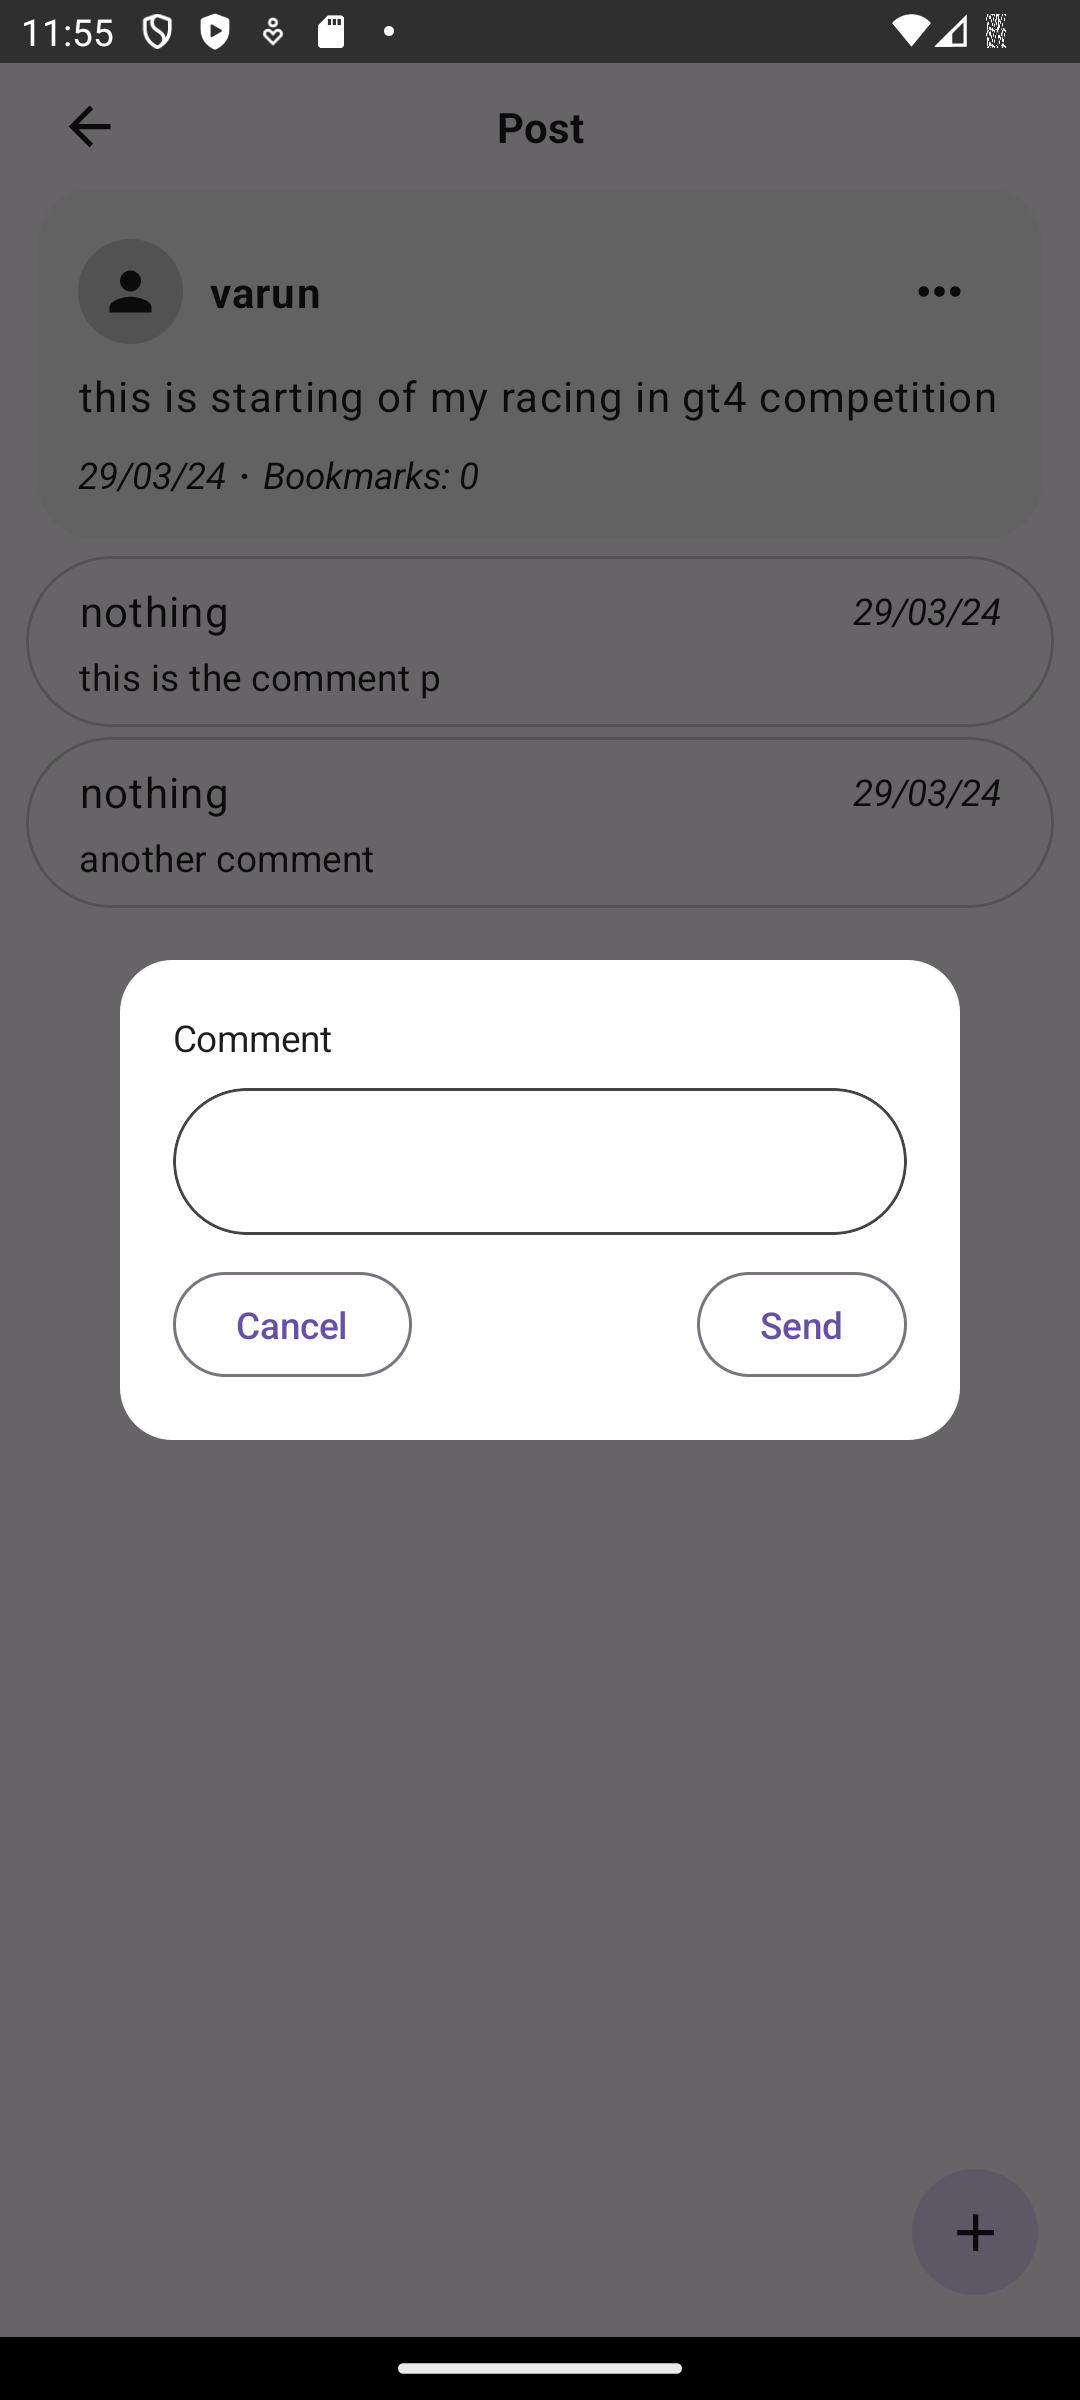 11:55
Post
varun
this is starting of my racing in gt4 competition
29/03/24 · Bookmarks: 0
nothing 29/03/24
this is the comment p
nothing 29/03/24
another comment
Comment
Cancel Send